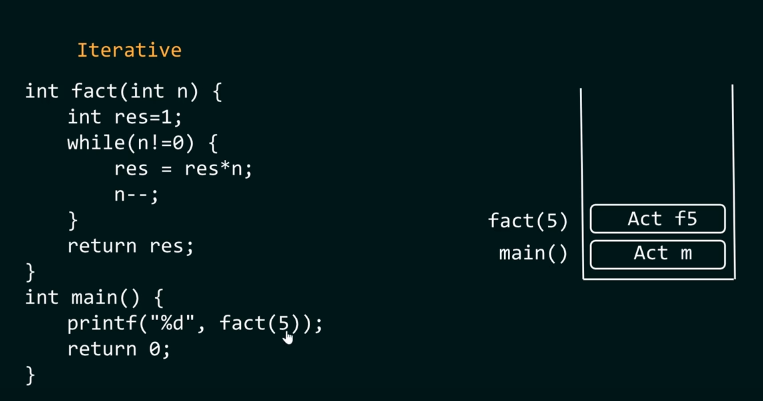 Iterative
int fact(int n) {
int res=1;
while(n!=0) {
res = res*n;
n--;
}
return res;
}
int main() {
printf("%d", fact(5));
return 0;
}
fact(5) Act f5
main() Act m